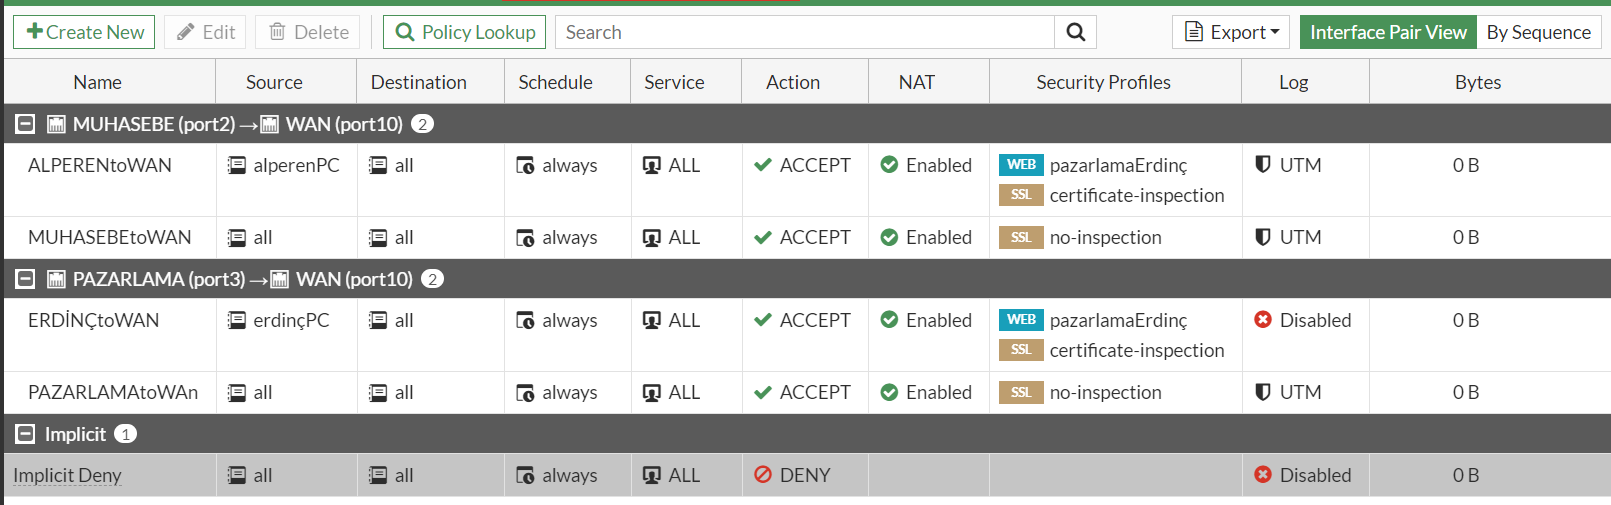 Create New Edit Delete Policy Lookup Search Export Interface Pair View By Sequence
Name Source Destination Schedule Service Action NAT Security Profiles Log Bytes
MUHASEBE (port2) → WAN (port10) 2
ALPERENtoWAN alperenPC all always ALL ACCEPT Enabled WEB pazarlamaErdinç UTM 0 B
SSL certificate-inspection
MUHASEBEtoWAN all all always ALL ACCEPT Enabled SSL no-inspection UTM 0 B
PAZARLAMA (port3) → WAN (port10) 2
ERDİNÇtoWAN erdinçPC all always ALL ACCEPT Enabled WEB pazarlamaErdinç Disabled 0 B
SSL certificate-inspection
PAZARLAMAtoWAn all all always ALL ACCEPT Enabled SSL no-inspection UTM 0 B
Implicit 1
Implicit Deny all all always ALL DENY Disabled 0 B